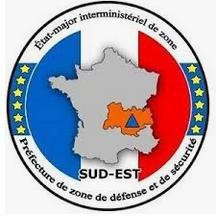 État-major interministériel de zone
SUD-EST
Préfecture de zone de défense et de sécurité